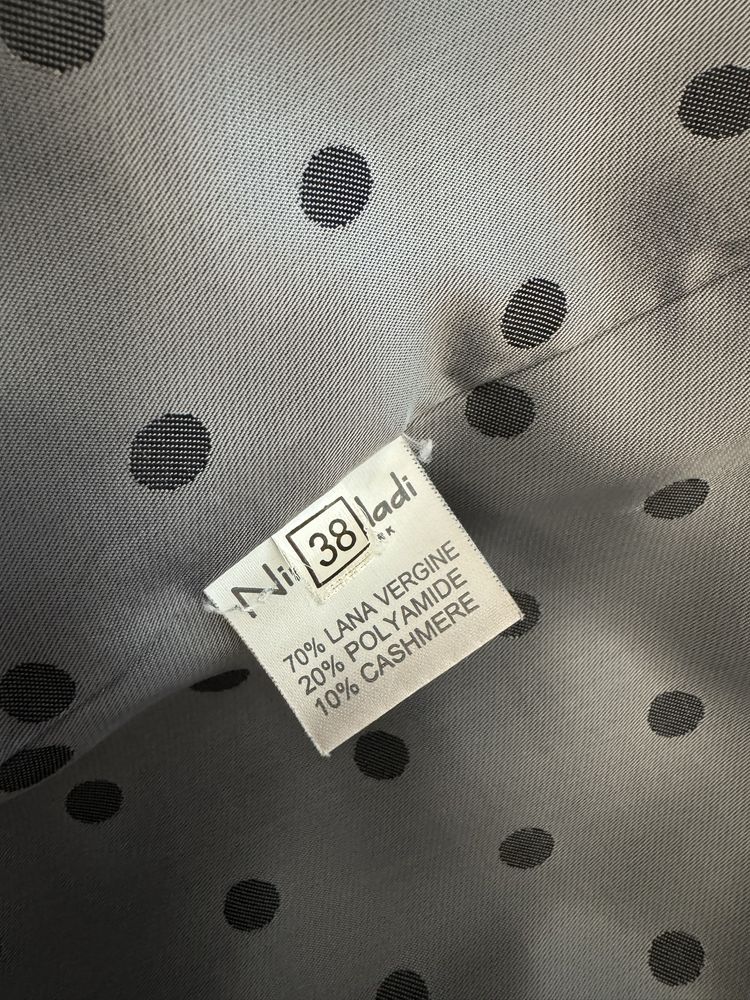 38
70% LANA VERGINE
20% POLYAMIDE
10% CASHMERE